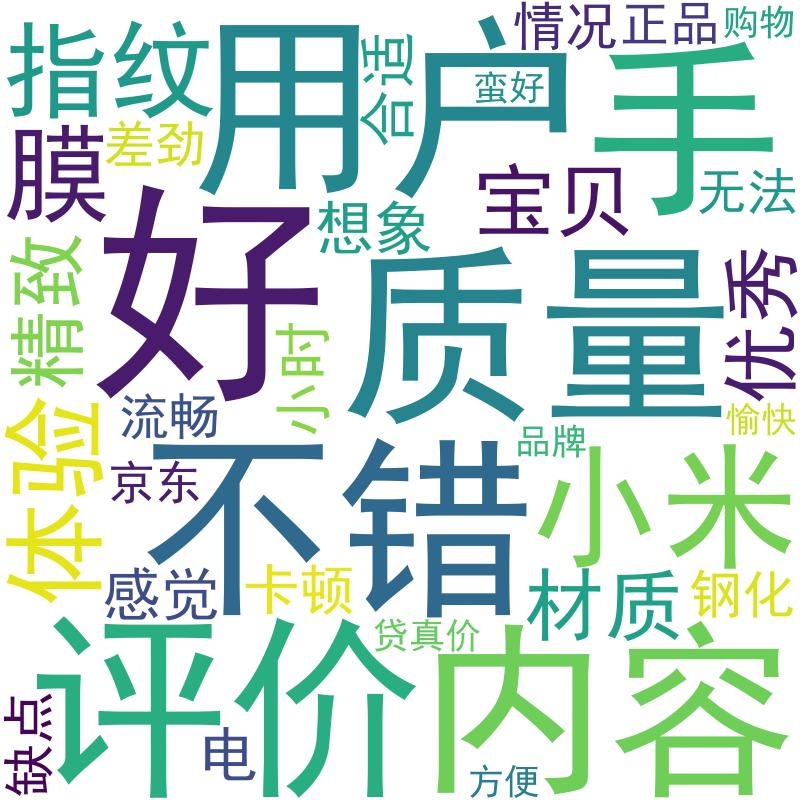 情况
正品
购物
指纹
用户
合适
蛮好
手
膜
差劲
宝贝
无法
好
想象
质量
优秀
精致
小时
体验
流畅
不错
品牌
愉快
京东
小米
感觉
卡顿
材质
钢化
评价
贷真价
内容
缺点
电
方便